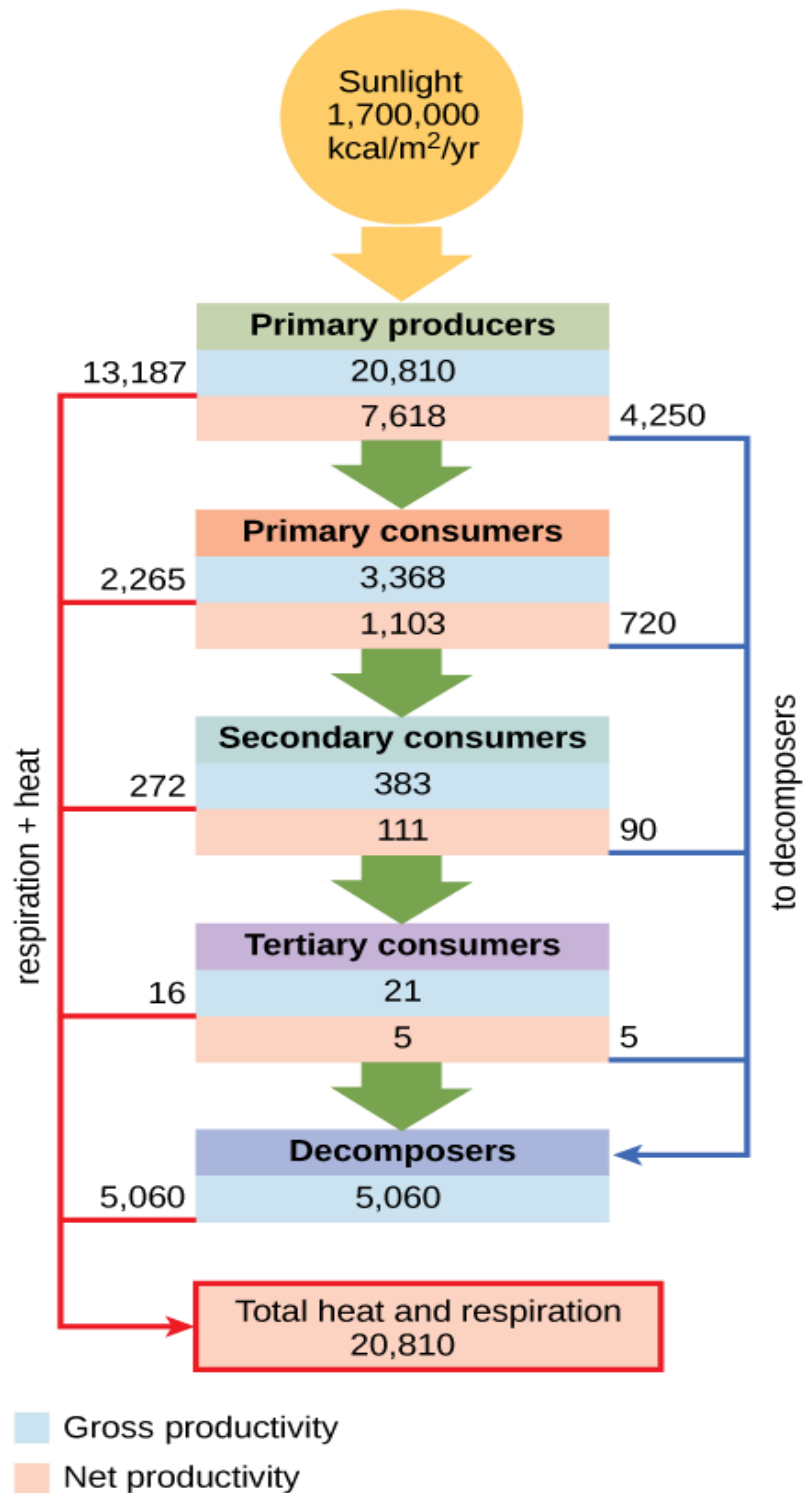 Sunlight
1,700,000
kcal/m²/yr
Primary producers
13,187
20,810
7,618
4,250
Primary consumers
2,265
3,368
1,103
720
Secondary consumers
272
383
111
90
Tertiary consumers
16
21
5
5
respiration + heat
to decomposers
Decomposers
5,060
5,060
Total heat and respiration
20,810
Gross productivity
Net productivity